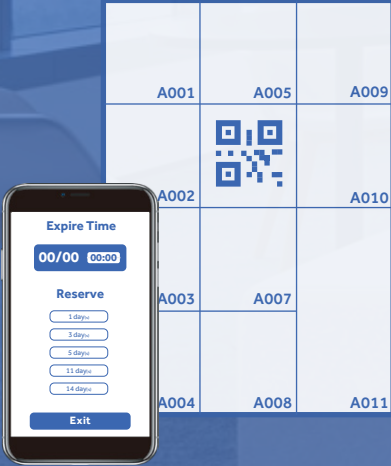 A001 A005 A009
A002 A010
A003 A007
A004 A008 A011
Expire Time
00/00 00:00
Reserve
1 day
3 day
5 day
11 day
14 day
Exit